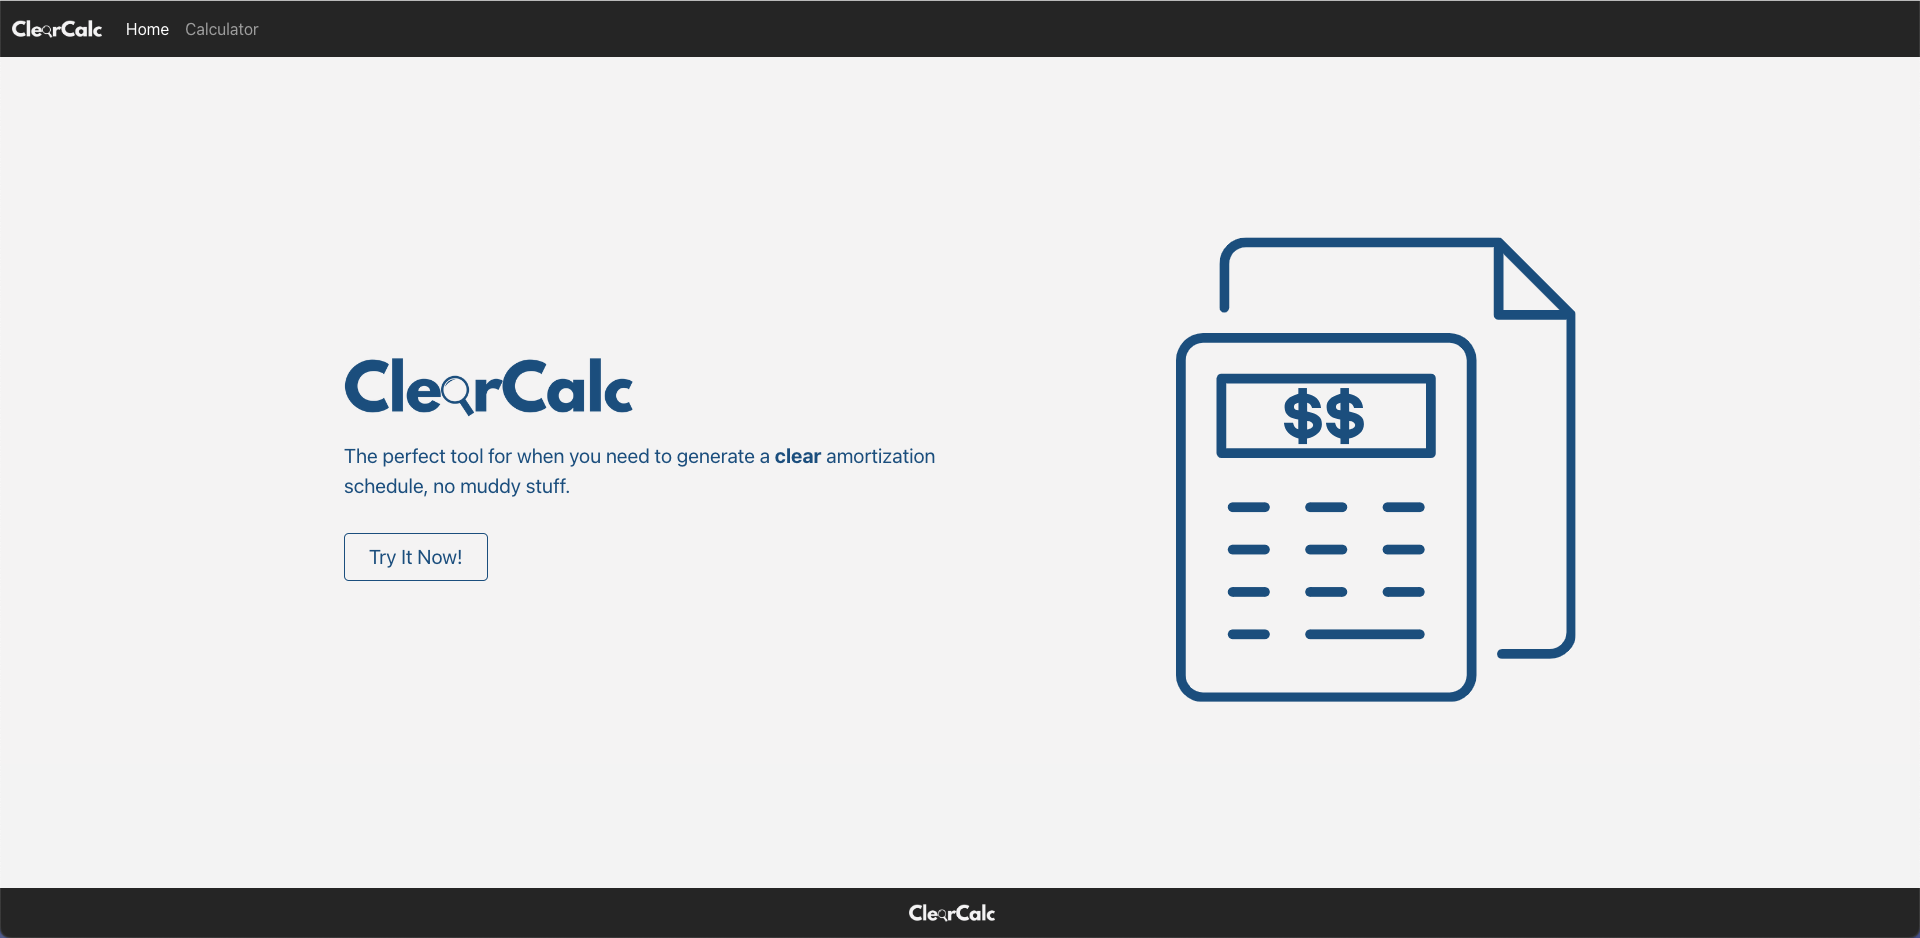 ClearCalc Home Calculator
ClearCalc
The perfect tool for when you need to generate a clear amortization
schedule, no muddy stuff.
Try It Now!
$$
ClearCalc